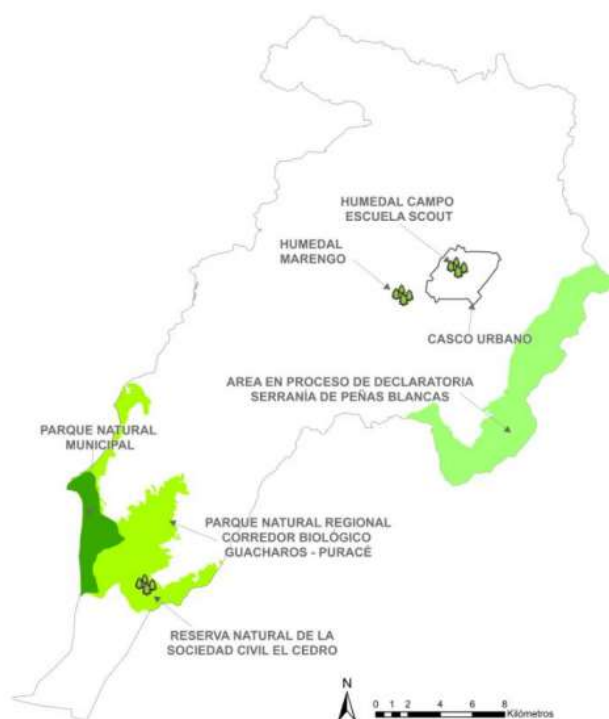 HUMEDAL CAMPO
ESCUELA SCOUT
HUMEDAL
MARENGO
CASCO URBANO
AREA EN PROCESO DE DECLARATORIA
SERRANÍA DE PEÑAS BLANCAS
PARQUE NATURAL
MUNICIPAL
PARQUE NATURAL REGIONAL
CORREDOR BIOLÓGICO
GUACHAROS - PURACÉ
RESERVA NATURAL DE LA
SOCIEDAD CIVIL EL CEDRO
N
0 1 2 4 6 8
Kilómetros